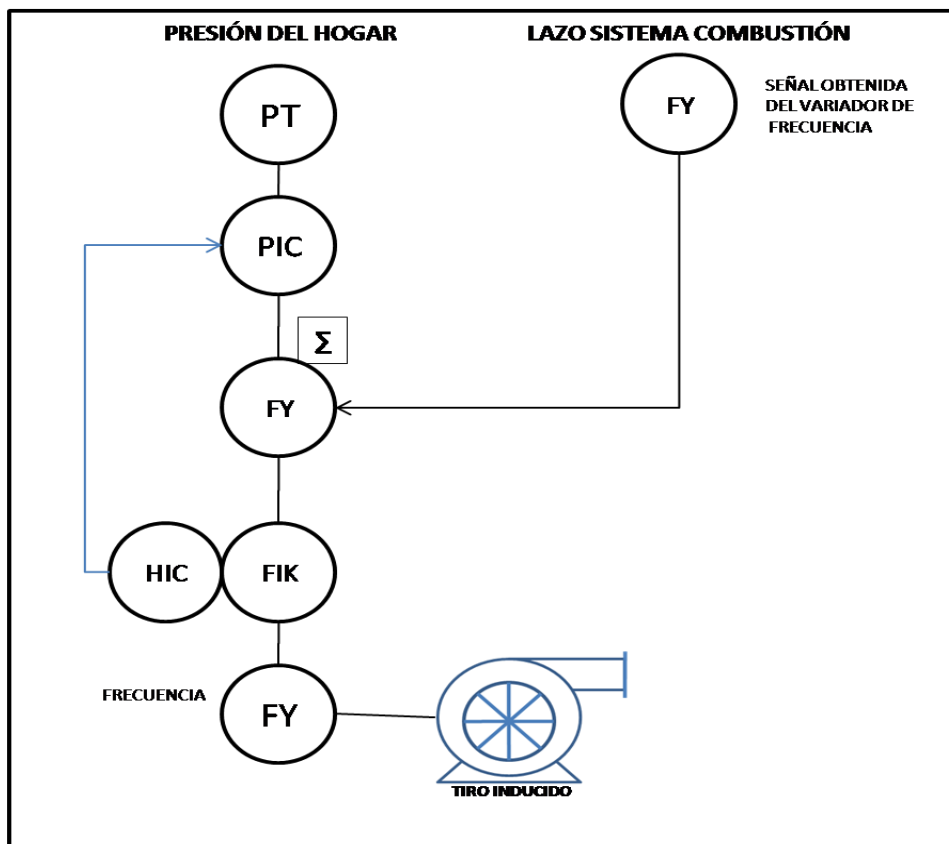 PRESIÓN DEL HOGAR
LAZO SISTEMA COMBUSTIÓN
PT
FY
SEÑAL OBTENIDA
DEL VARIADOR DE
FRECUENCIA
PIC
Σ
FY
HIC
FIK
FRECUENCIA
FY
TIRO INDUCIDO